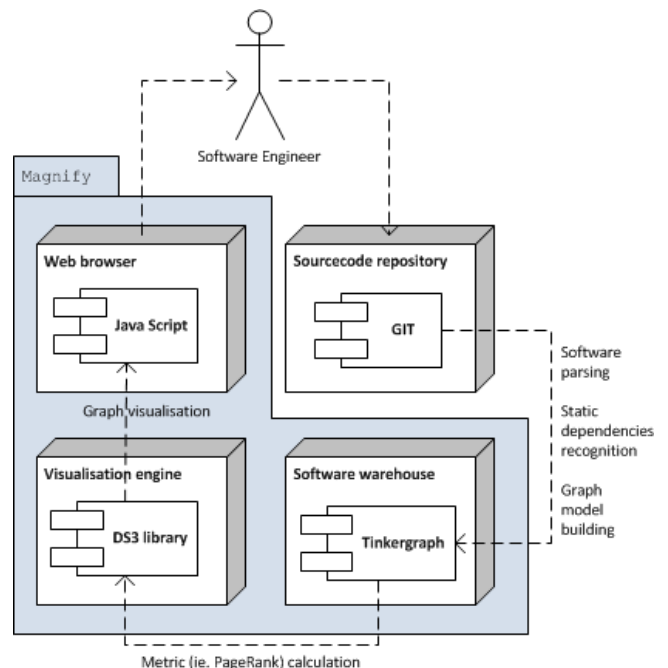 Software Engineer
Magnify
Web browser
Java Script
Sourcecode repository
GIT
Software
parsing
Static
dependencies
recognition
Graph
model
building
Graph visualisation
Visualisation engine
DS3 library
Software warehouse
Tinkergraph
Metric (ie. PageRank) calculation